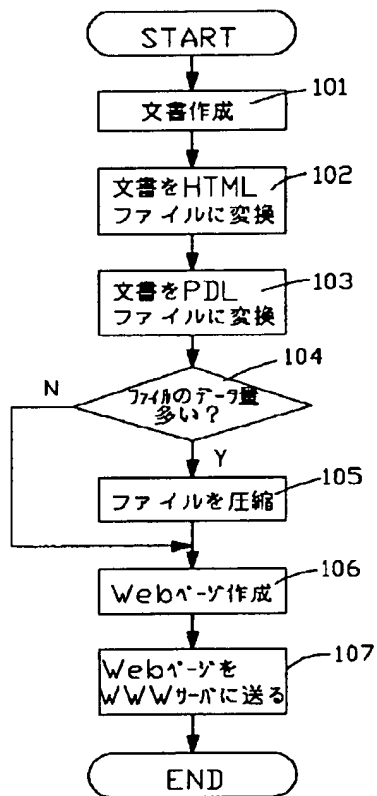 START
文書作成
101
文書をHTML
ファイルに変換
102
文書をPDL
ファイルに変換
103
104
N
ファイルのデータ量
多い?
Y
ファイルを圧縮
105
Webページ作成
106
Webページを
WWWサーバに送る
107
END